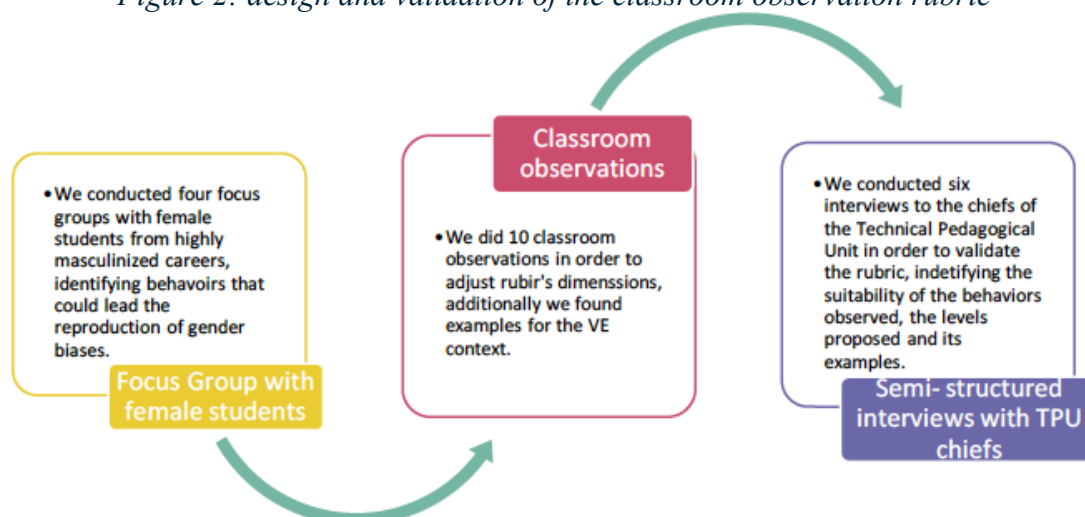 Figure 2: design and validation of the classroom observation rubric
•We conducted four focus
groups with female
students from highly
masculinized careers,
identifying behavoirs that
could lead the
reproduction of gender
biases.
Focus Group with
female students
Classroom
observations
•We did 10 classroom
observations in order to
adjust rubir's dimenssions,
additionally we found
examples for the VE
context.
•We conducted six
interviews to the chiefs of
the Technical Pedagogical
Unit in order to validate
the rubric, indetifying the
suitability of the behaviors
observed, the levels
proposed and its
examples.
Semi- structured
interviews with TPU
chiefs